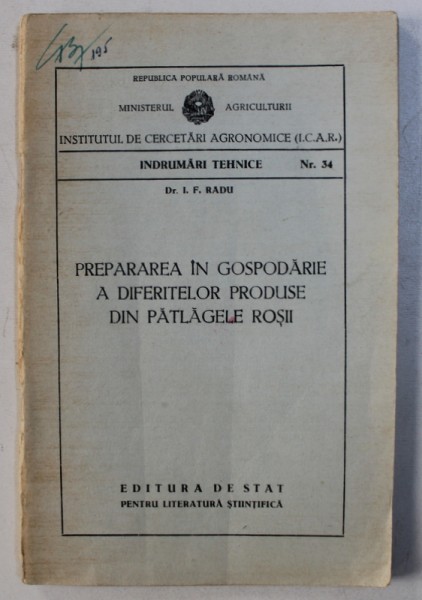 195
REPUBLICA POPULARĂ ROMÂNĂ
MINISTERUL AGRICULTURII
INSTITUTUL DE CERCETĂRI AGRONOMICE (I.C.A.R.)
INDRUMĂRI TEHNICE Nr. 34
Dr. I. F. RADU
PREPARAREA ÎN GOSPODĂRIE
A DIFERITELOR PRODUSE
DIN PĂTLĂGELE ROȘII
EDITURA DE STAT
PENTRU LITERATURĂ ȘTIINȚIFICĂ